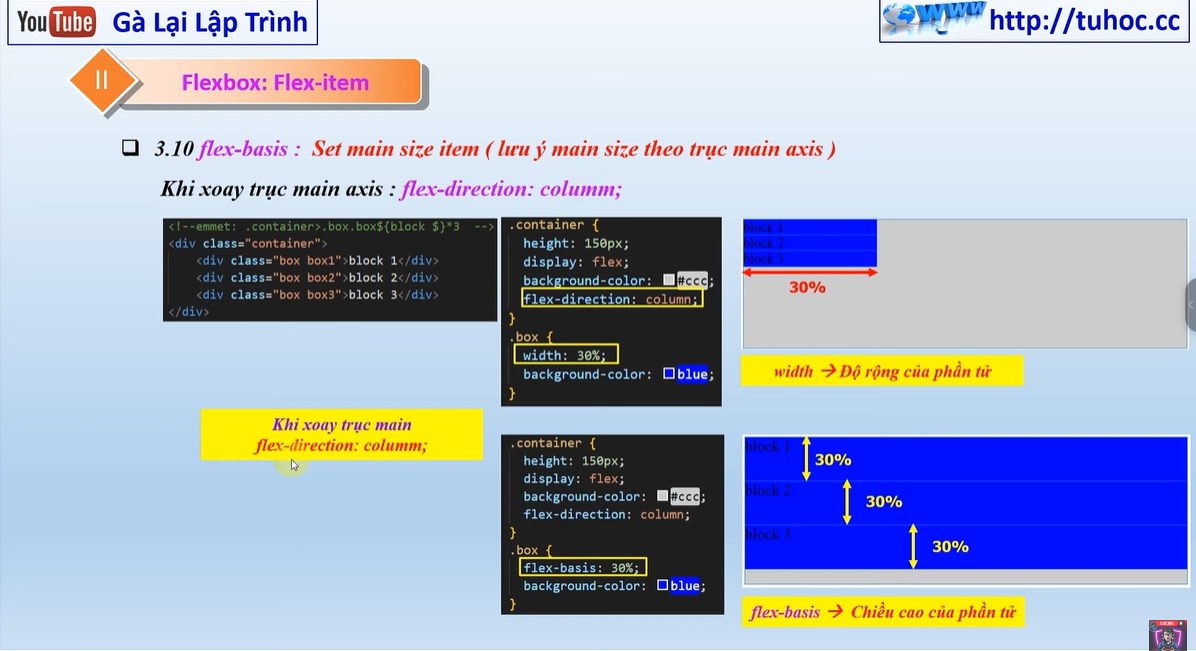 YouTube Gà Lại Lập Trình
www http://tuhoc.cc
II Flexbox: Flex-item
3.10 flex-basis : Set main size item ( lưu ý main size theo trục main axis )
Khi xoay trục main axis : flex-direction: columm;
<!--emmet: .container>.box.box${block $}*3 -->
<div class="container">
<div class="box box1">block 1</div>
<div class="box box2">block 2</div>
<div class="box box3">block 3</div>
</div>
.container {
height: 150px;
display: flex;
background-color: #ccc;
flex-direction: column;
}
.box {
width: 30%;
background-color: blue;
}
block 1
block 2
block 3
30%
width → Độ rộng của phần tử
Khi xoay trục main
flex-direction: columm;
.container {
height: 150px;
display: flex;
background-color: #ccc;
flex-direction: column;
}
.box {
flex-basis: 30%;
background-color: blue;
}
block 1
30%
block 2
30%
block 3
30%
flex-basis → Chiều cao của phần tử